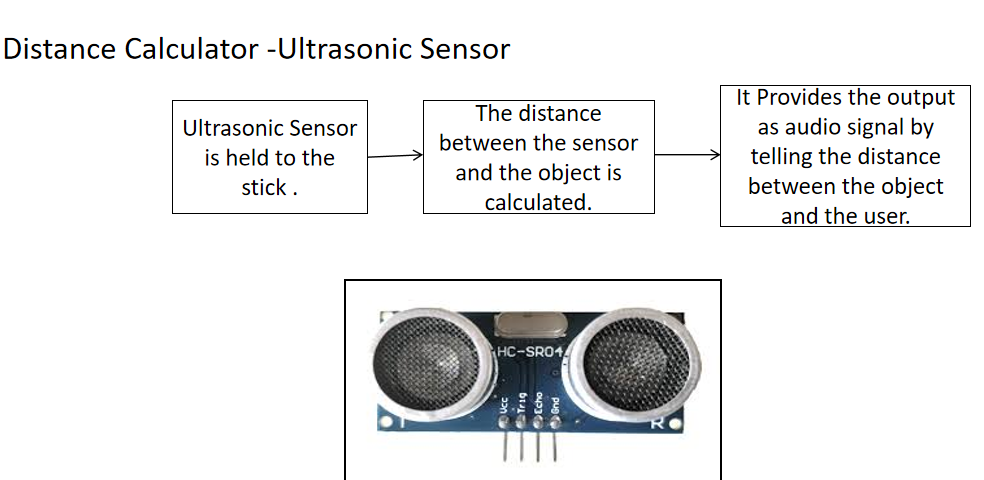 Distance Calculator -Ultrasonic Sensor
Ultrasonic Sensor
is held to the
stick .
The distance
between the sensor
and the object is
calculated.
It Provides the output
as audio signal by
telling the distance
between the object
and the user.
HC-SR04
Vcc
Trig
Echo
Gnd
T
R